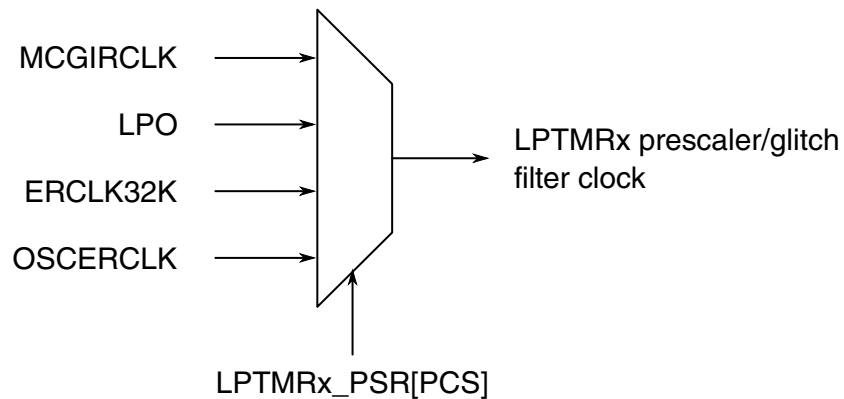 MCGIRCLK
LPO
ERCLK32K
OSCERCLK
LPTMRx prescaler/glitch
filter clock
LPTMRx_PSR[PCS]